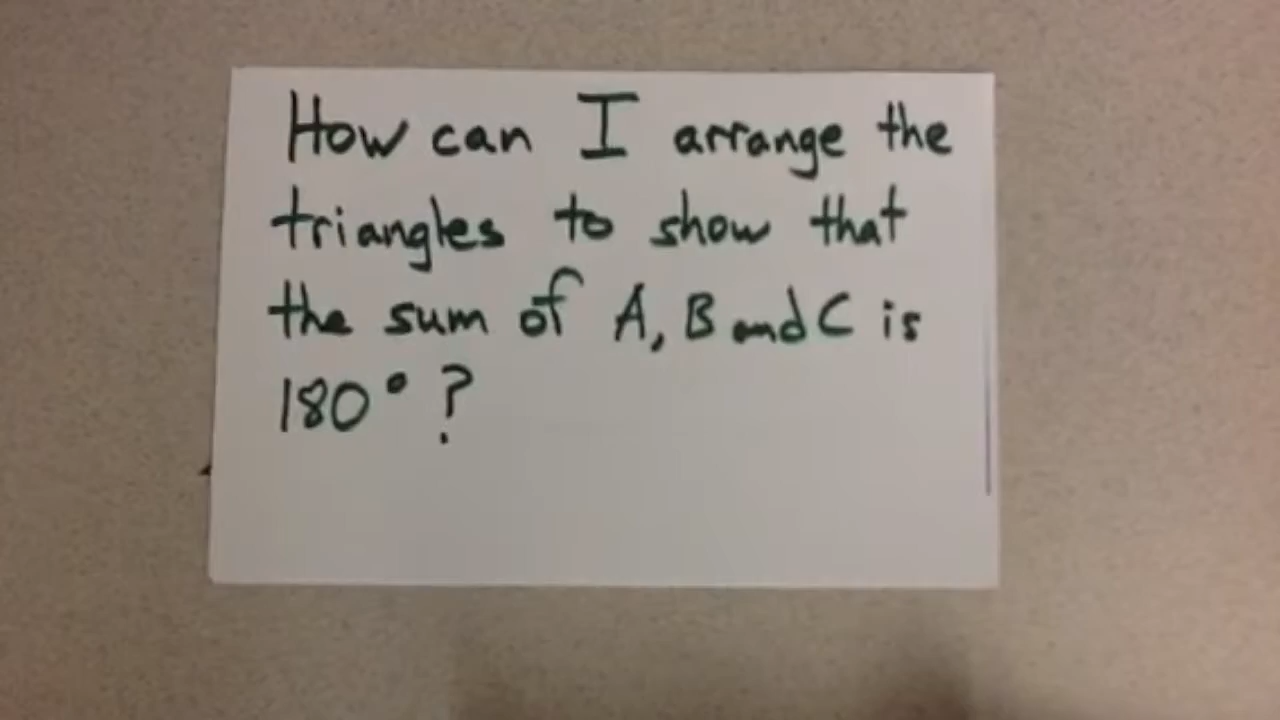 How can I arrange the
triangles to show that
the sum of A, B and C is
180° ?